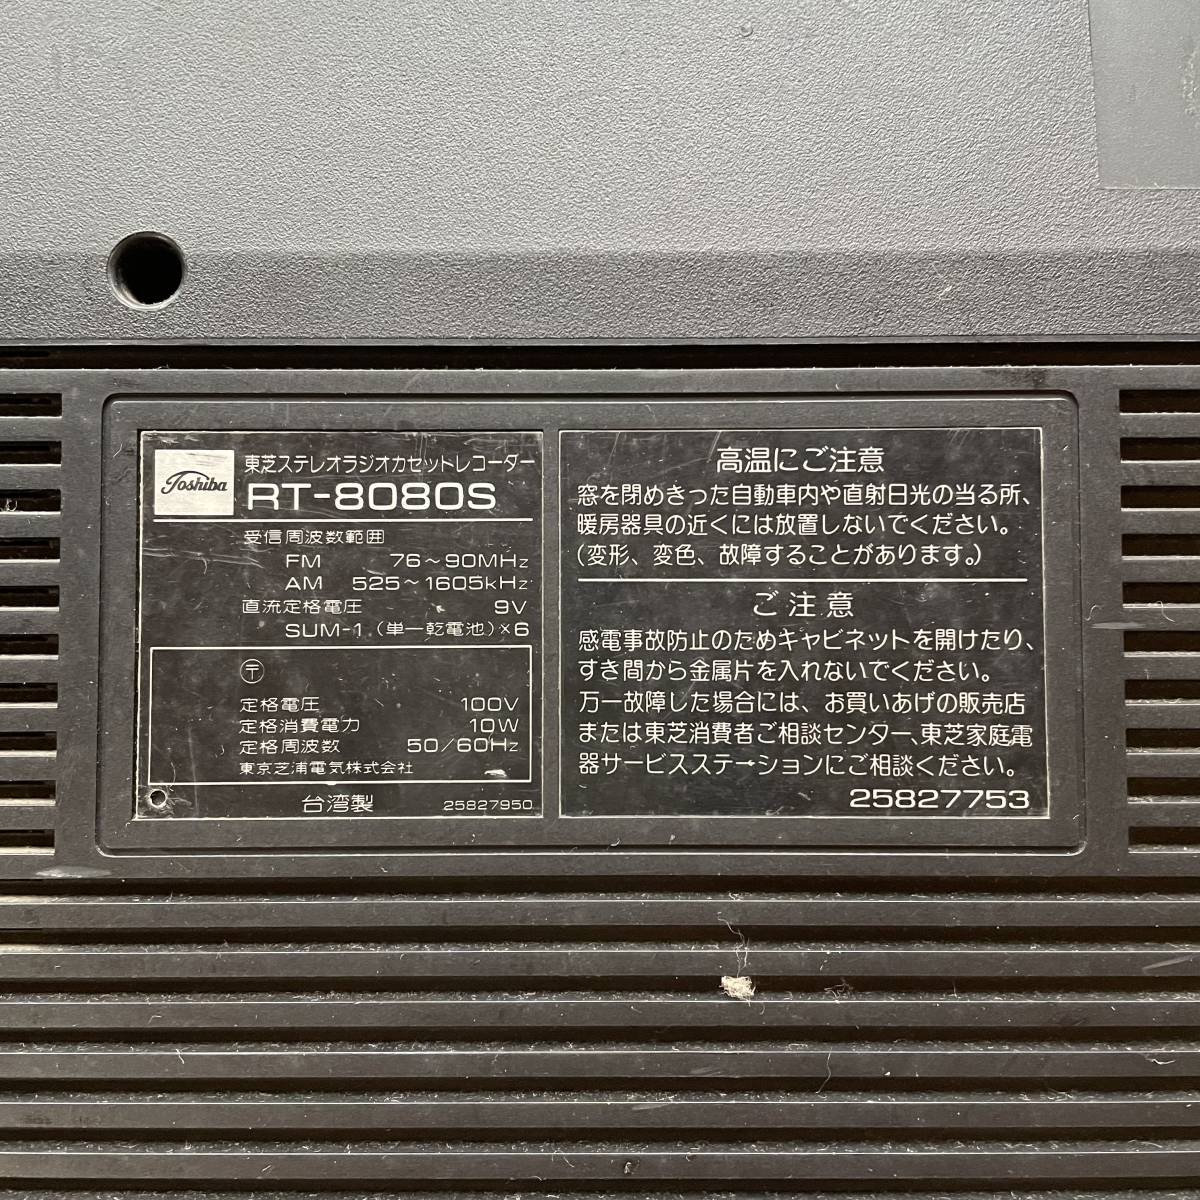 Toshiba
東芝ステレオラジオカセットレコーダー
RT-8080S
受信周波数範囲
FM 76～90MHz
AM 525～1605kHz
直流定格電圧 9V
SUM-1 (単一乾電池)×6
〶
定格電圧 100V
定格消費電力 10W
定格周波数 50/60Hz
東京芝浦電気株式会社
台湾製 25827950
高温にご注意
窓を閉めきった自動車内や直射日光の当る所、
暖房器具の近くには放置しないでください。
(変形、変色、故障することがあります。)
ご注意
感電事故防止のためキャビネットを開けたり、
すき間から金属片を入れないでください。
万一故障した場合には、お買いあげの販売店
または東芝消費者ご相談センター、東芝家庭電
器サービスステーションにご相談ください。
25827753